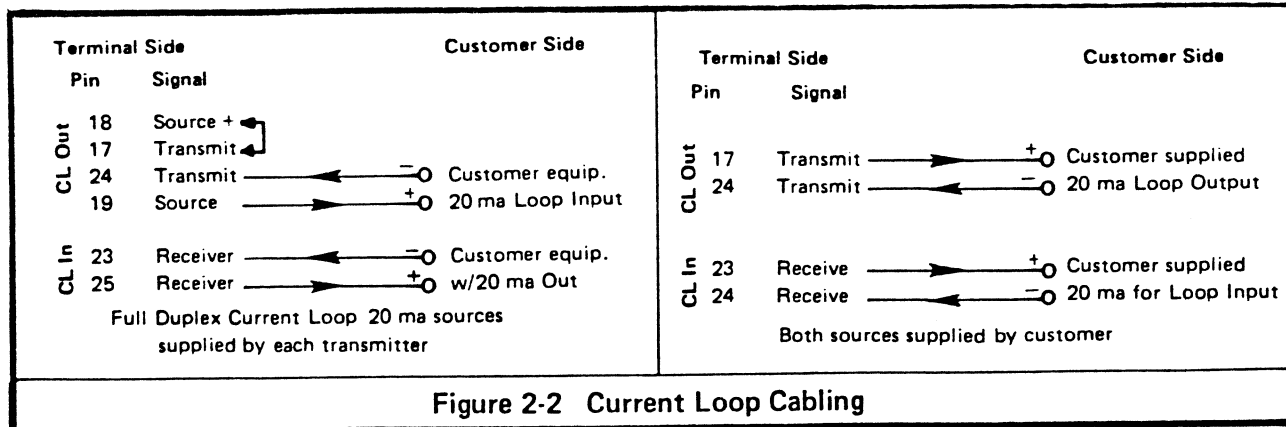 Terminal Side Customer Side
Pin Signal
CL Out
18 Source +
17 Transmit
24 Transmit − Customer equip.
19 Source + 20 ma Loop Input
CL In
23 Receiver − Customer equip.
25 Receiver + w/20 ma Out
Full Duplex Current Loop 20 ma sources
supplied by each transmitter
Terminal Side Customer Side
Pin Signal
CL Out
17 Transmit + Customer supplied
24 Transmit − 20 ma Loop Output
CL In
23 Receive + Customer supplied
24 Receive − 20 ma for Loop Input
Both sources supplied by customer
Figure 2-2 Current Loop Cabling